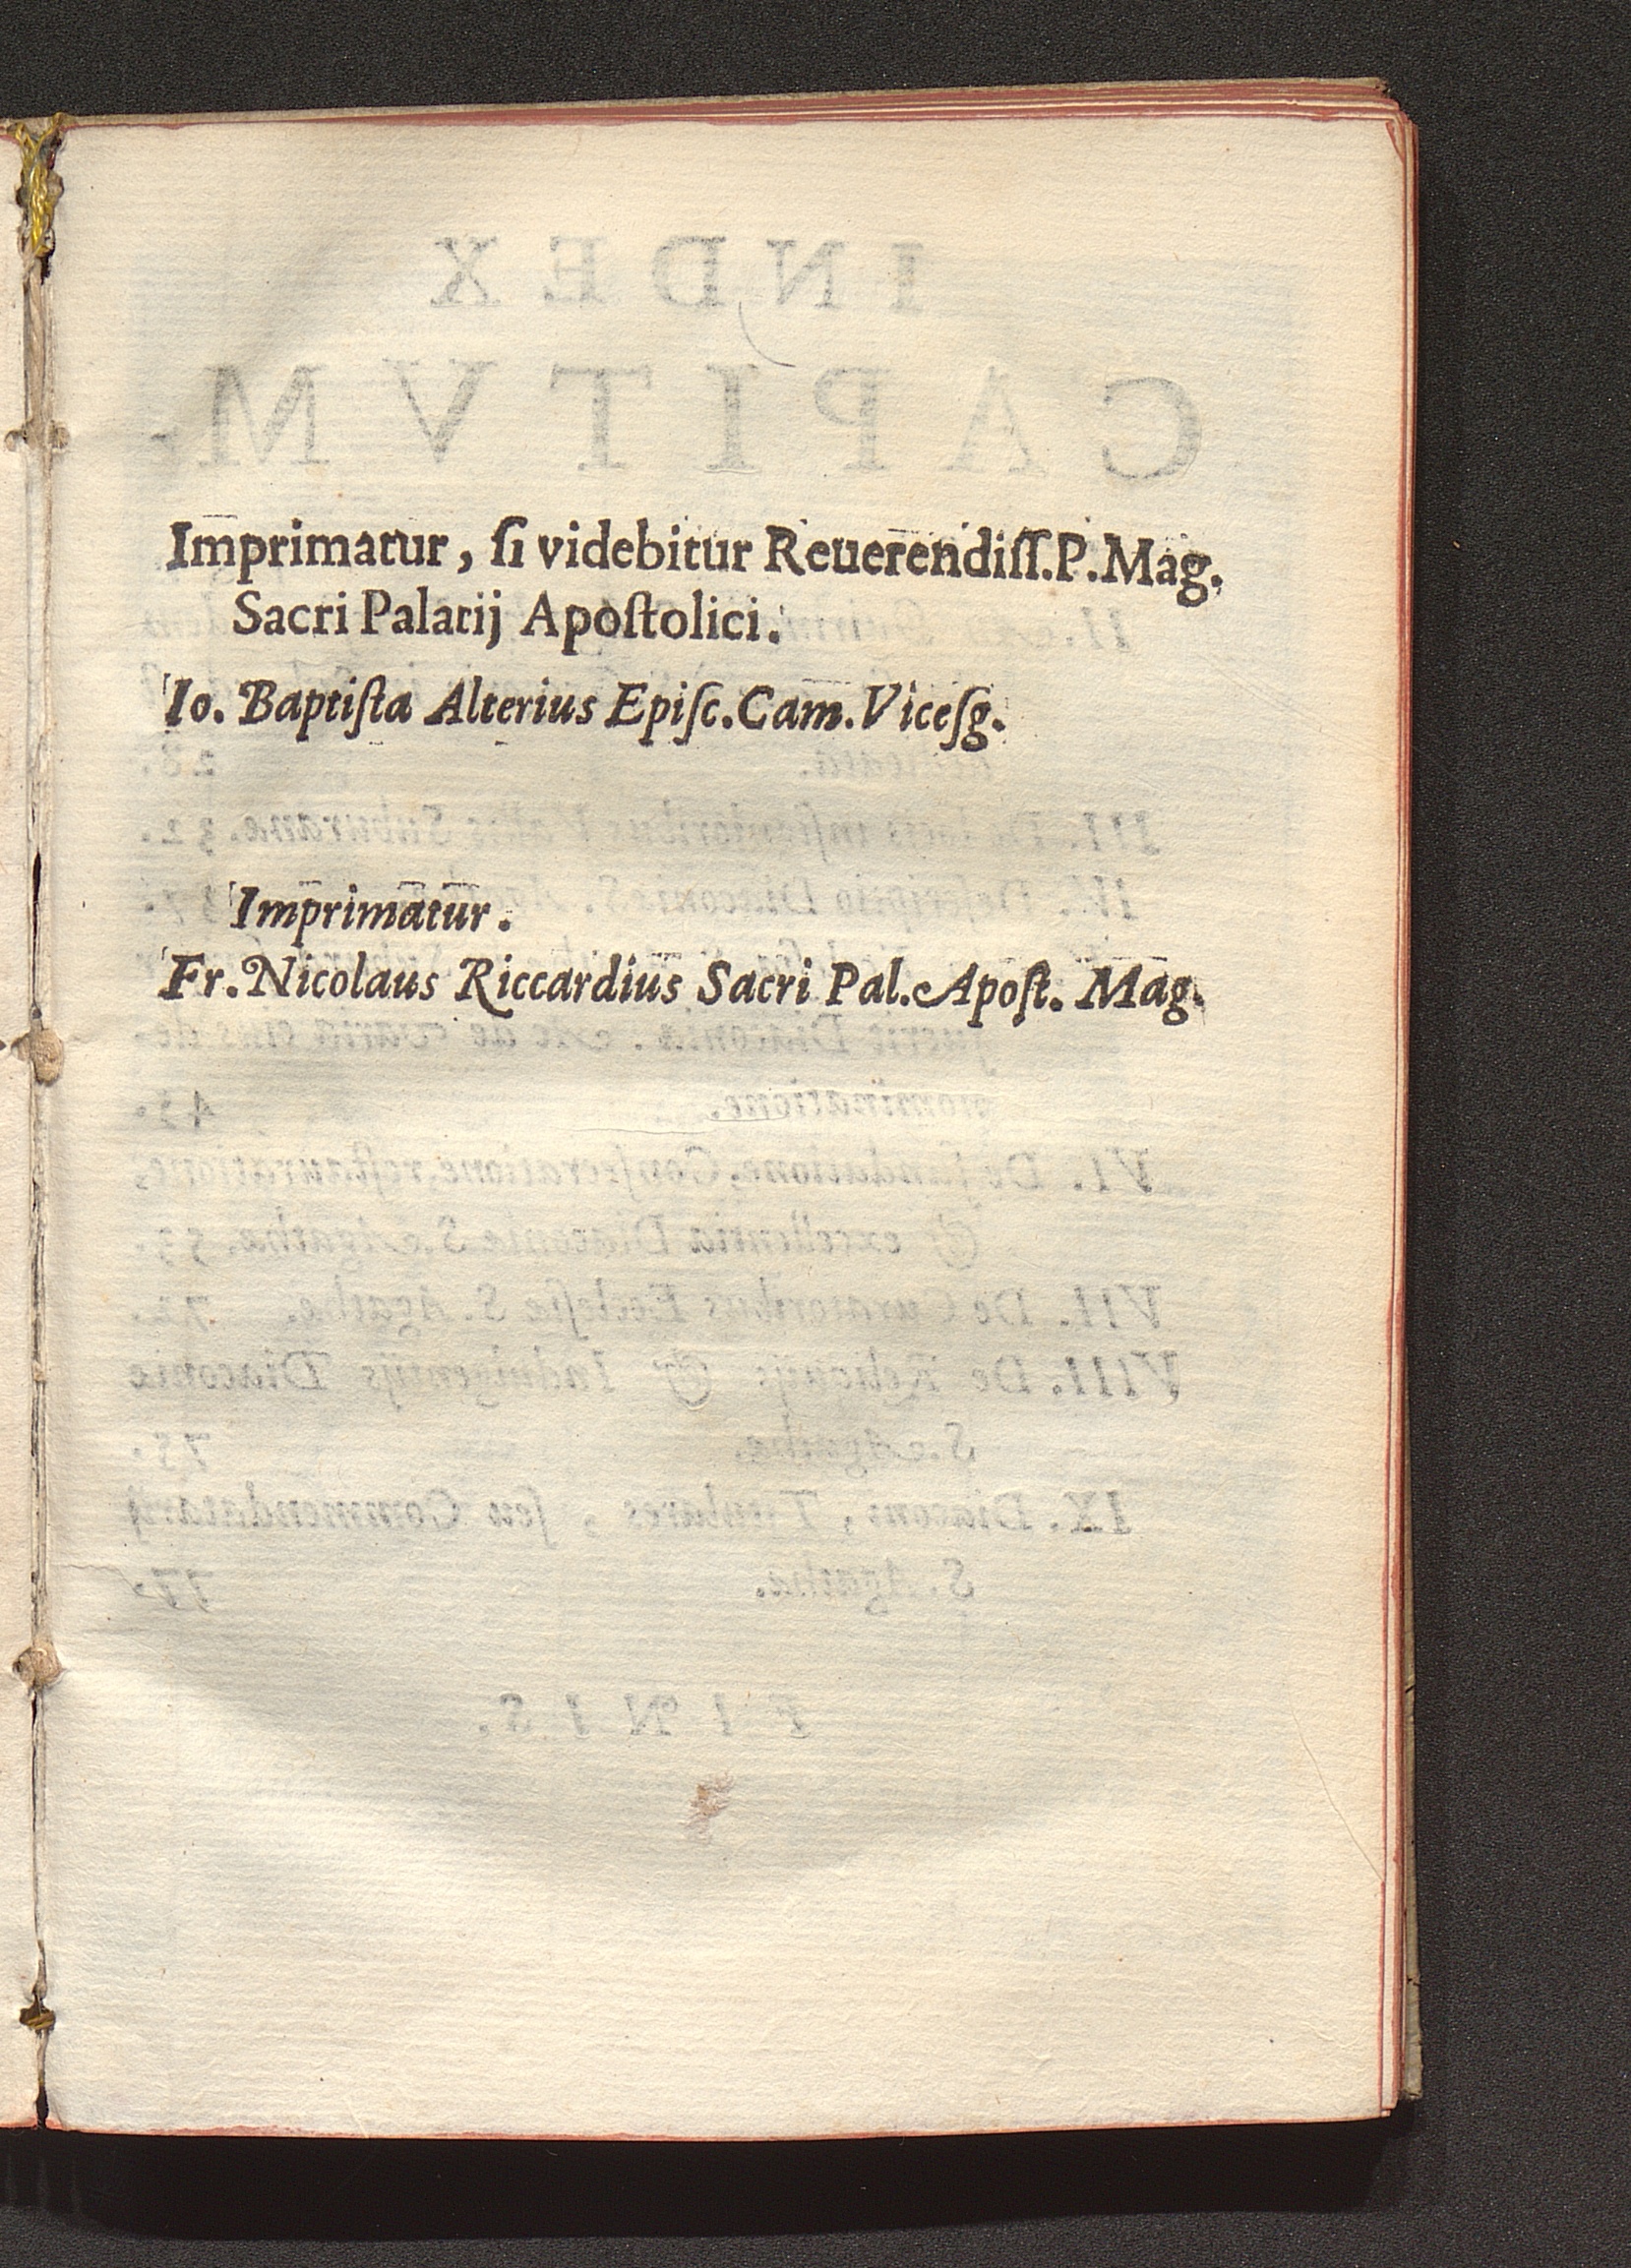 Imprimatur, ſi videbitur Reuerendiſſ. P. Mag.
Sacri Palatij Apoſtolici.
Io. Baptiſta Alterius Epiſc. Cam. Viceſg.
Imprimatur.
Fr. Nicolaus Riccardius Sacri Pal. Apoſt. Mag.